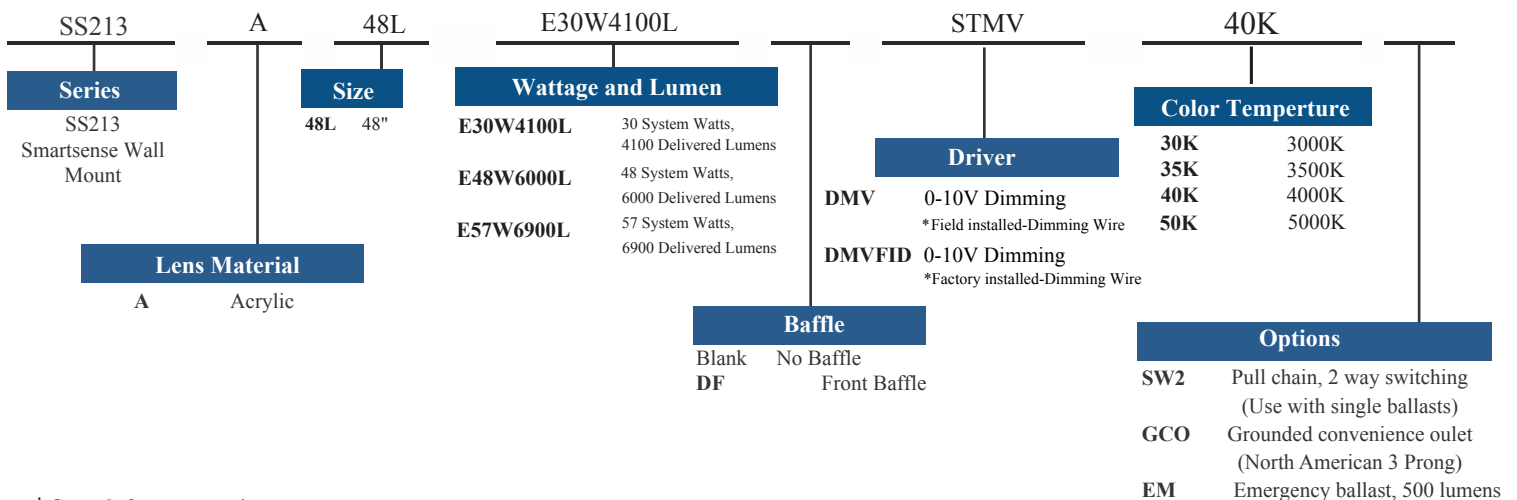 SS213 A 48L E30W4100L STMV 40K
Series
SS213
Smartsense Wall
Mount
Lens Material
A Acrylic
Size
48L 48"
Wattage and Lumen
E30W4100L 30 System Watts,
4100 Delivered Lumens
E48W6000L 48 System Watts,
6000 Delivered Lumens
E57W6900L 57 System Watts,
6900 Delivered Lumens
Baffle
Blank No Baffle
DF Front Baffle
Driver
DMV 0-10V Dimming
*Field installed-Dimming Wire
DMVFID 0-10V Dimming
*Factory installed-Dimming Wire
Color Temperture
30K 3000K
35K 3500K
40K 4000K
50K 5000K
Options
SW2 Pull chain, 2 way switching
(Use with single ballasts)
GCO Grounded convenience oulet
(North American 3 Prong)
EM Emergency ballast, 500 lumens